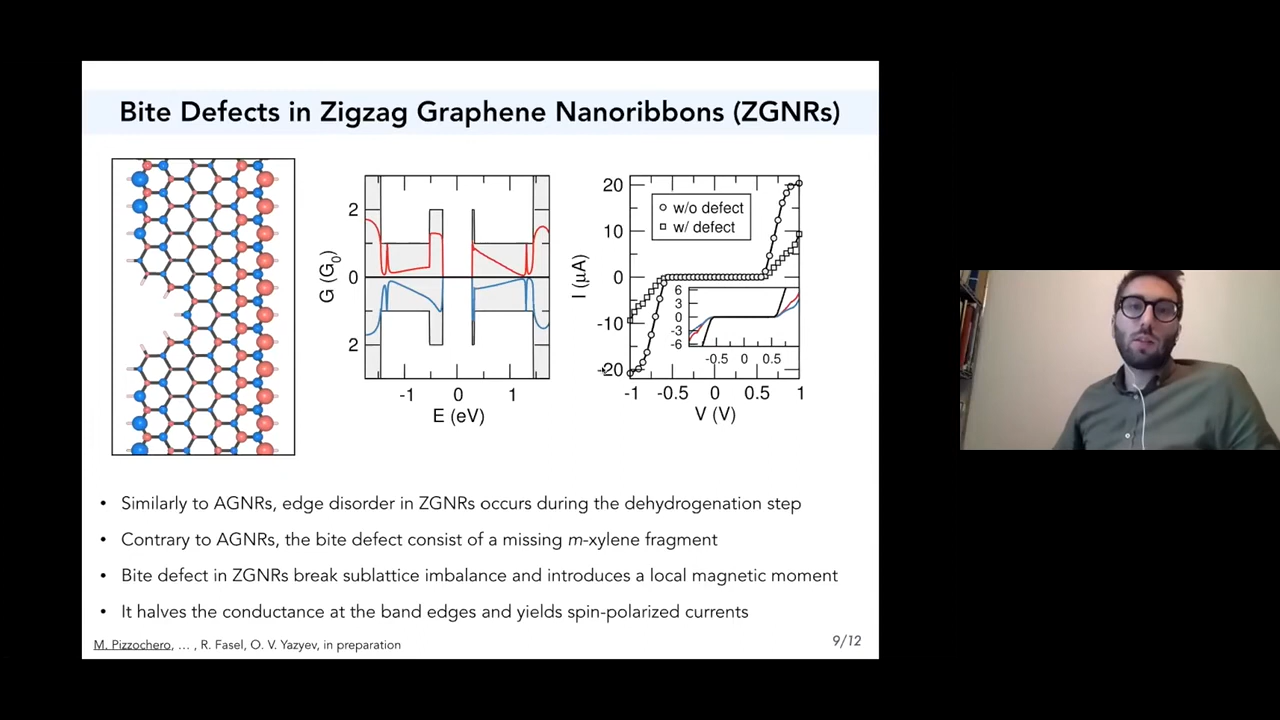 Bite Defects in Zigzag Graphene Nanoribbons (ZGNRs)
2
0
2
G (G0)
-1 0 1
E (eV)
20
10
0
-10
-20
I (μA)
w/o defect
w/ defect
6
3
0
-3
-6
-0.5 0 0.5
-1 -0.5 0 0.5 1
V (V)
• Similarly to AGNRs, edge disorder in ZGNRs occurs during the dehydrogenation step
• Contrary to AGNRs, the bite defect consist of a missing m-xylene fragment
• Bite defect in ZGNRs break sublattice imbalance and introduces a local magnetic moment
• It halves the conductance at the band edges and yields spin-polarized currents
M. Pizzochero, ... , R. Fasel, O. V. Yazyev, in preparation
9/12